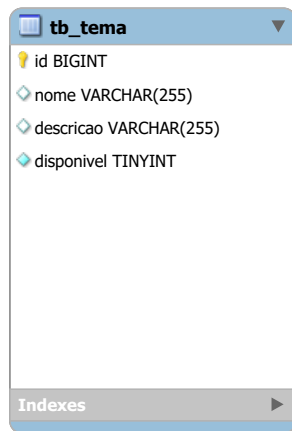 tb_tema
id BIGINT
nome VARCHAR(255)
descricao VARCHAR(255)
disponivel TINYINT
Indexes